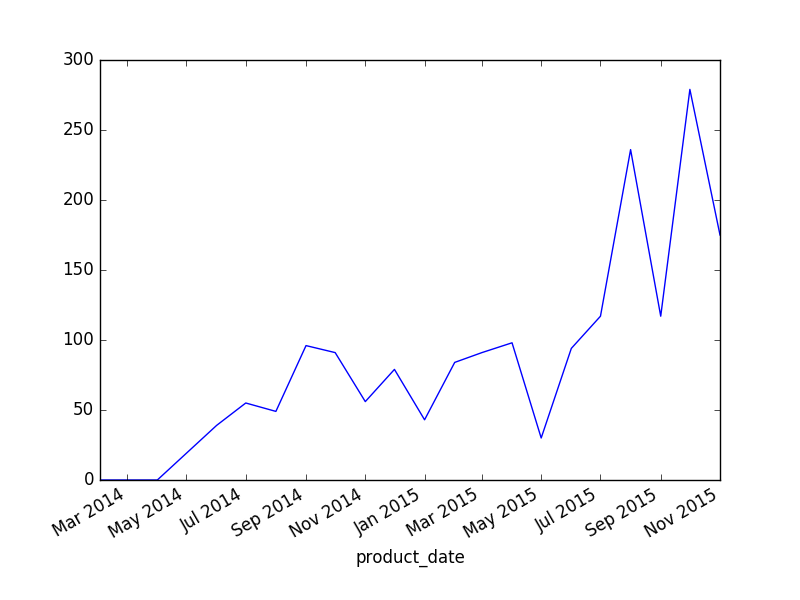 300
250
200
150
100
50
0
Mar 2014
May 2014
Jul 2014
Sep 2014
Nov 2014
Jan 2015
Mar 2015
May 2015
Jul 2015
Sep 2015
Nov 2015
product_date